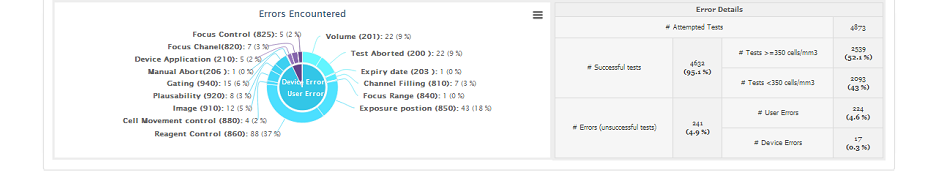 Errors Encountered
Focus Control (825): 5 (2 %)
Focus Chanel(820): 7 (3 %)
Device Application (210): 5 (2 %)
Manual Abort(206 ): 1 (0 %)
Gating (940): 15 (6 %)
Plausability (920): 8 (3 %)
Image (910): 12 (5 %)
Cell Movement control (880): 4 (2 %)
Reagent Control (860): 88 (37 %)
Volume (201): 22 (9 %)
Test Aborted (200 ): 22 (9 %)
Expiry date (203 ): 1 (0 %)
Channel Filling (810): 7 (3 %)
Focus Range (840): 1 (0 %)
Exposure postion (850): 43 (18 %)
Device Error
User Error
Error Details
# Attempted Tests 4873
# Successful tests 4632 (95.1 %)
# Tests >=350 cells/mm3 2539 (52.1 %)
# Tests <350 cells/mm3 2093 (43 %)
# Errors (unsuccessful tests) 241 (4.9 %)
# User Errors 224 (4.6 %)
# Device Errors 17 (0.3 %)